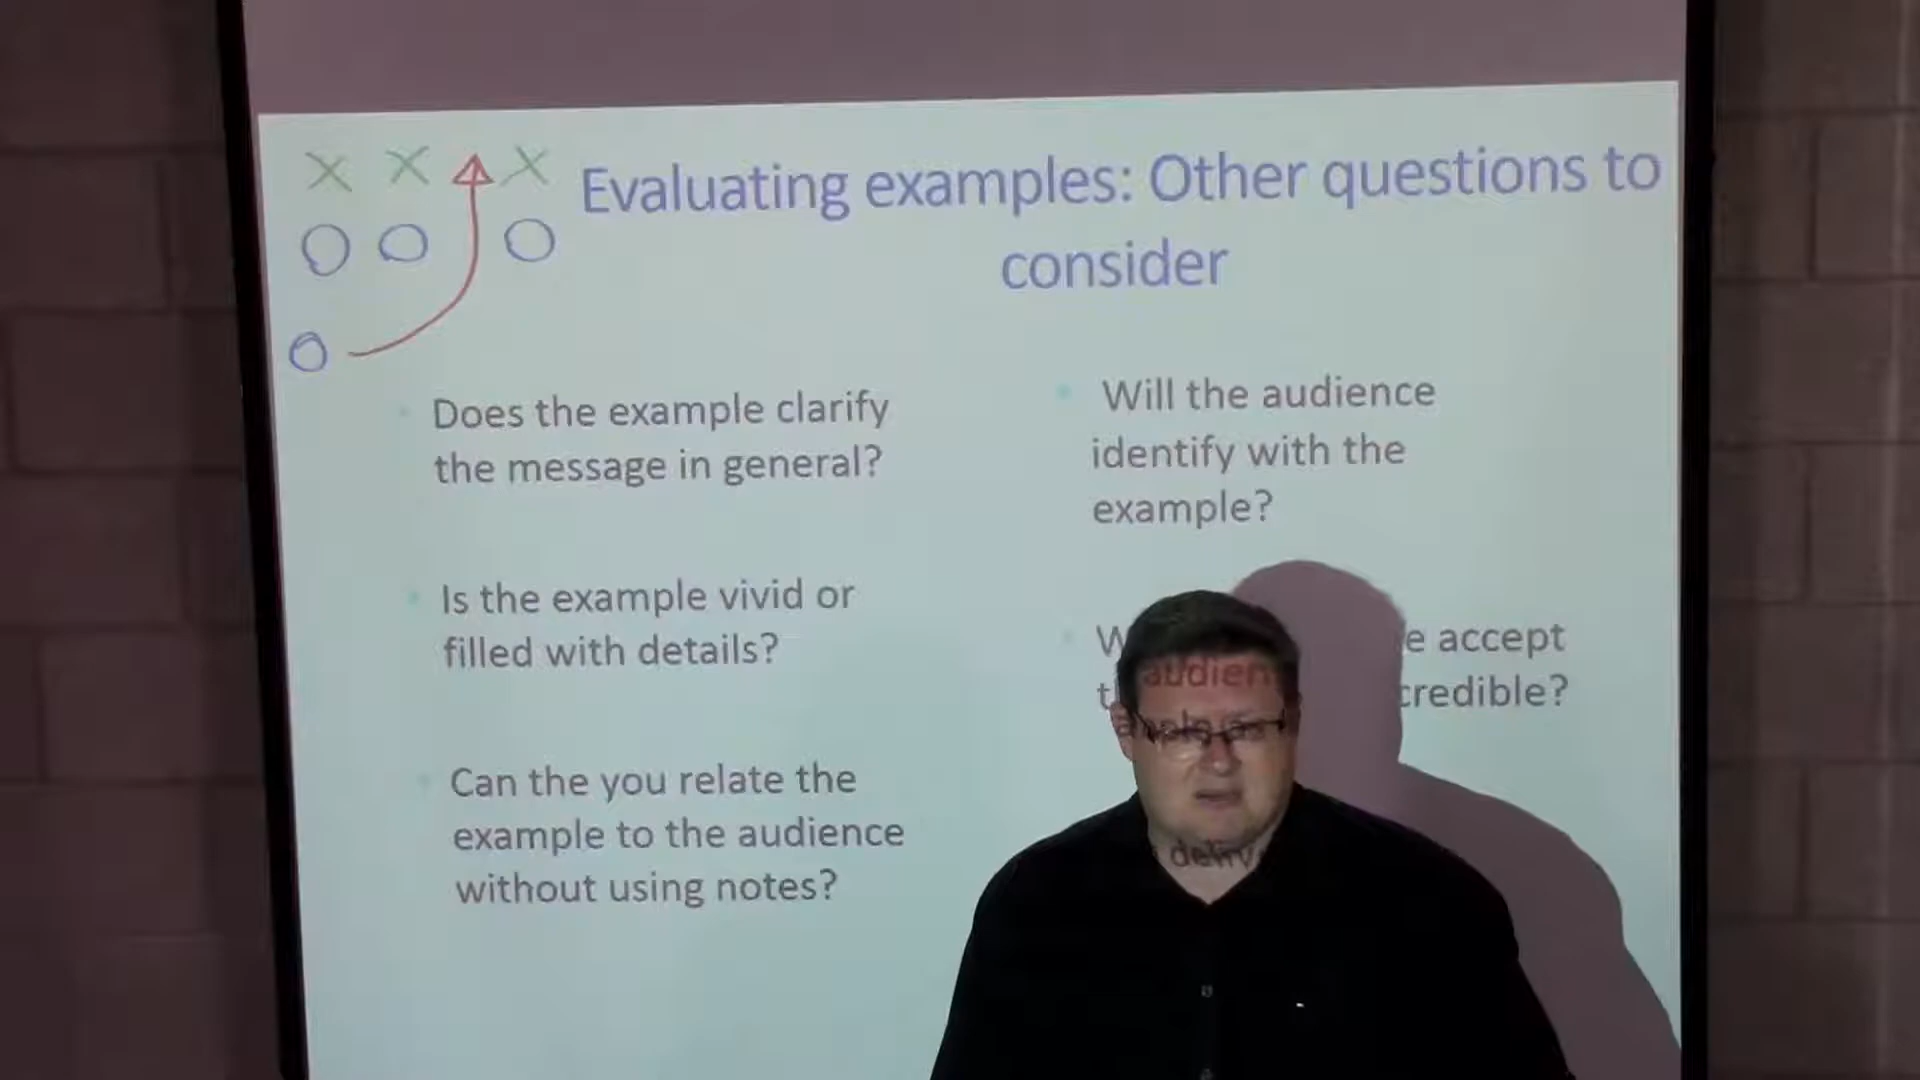 Evaluating examples: Other questions to
consider
Does the example clarify
the message in general?
Is the example vivid or
filled with details?
Can the you relate the
example to the audience
without using notes?
Will the audience
identify with the
example?
audien e accept
credible?
deliv